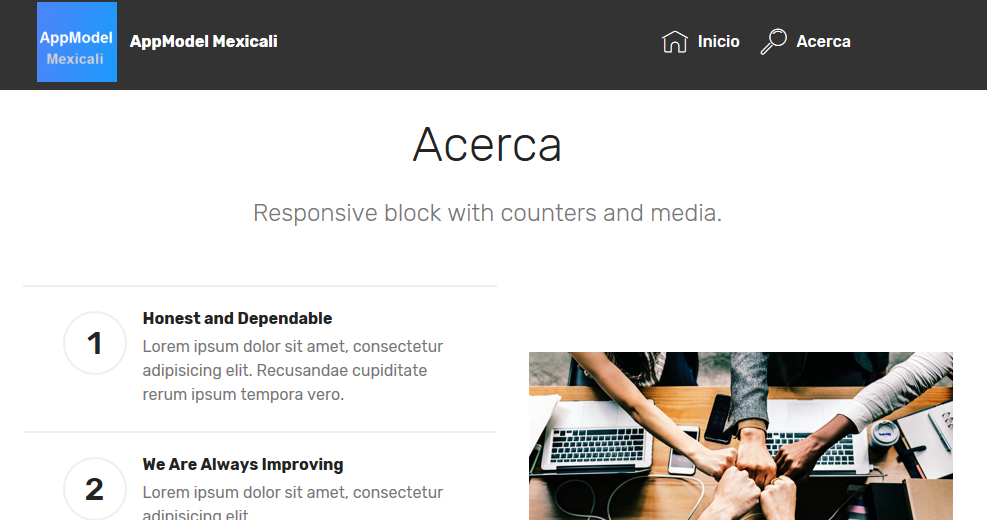 AppModel
Mexicali
AppModel Mexicali
Inicio
Acerca
Acerca
Responsive block with counters and media.
1
Honest and Dependable
Lorem ipsum dolor sit amet, consectetur
adipisicing elit. Recusandae cupiditate
rerum ipsum tempora vero.
2
We Are Always Improving
Lorem ipsum dolor sit amet, consectetur
adipisicing elit